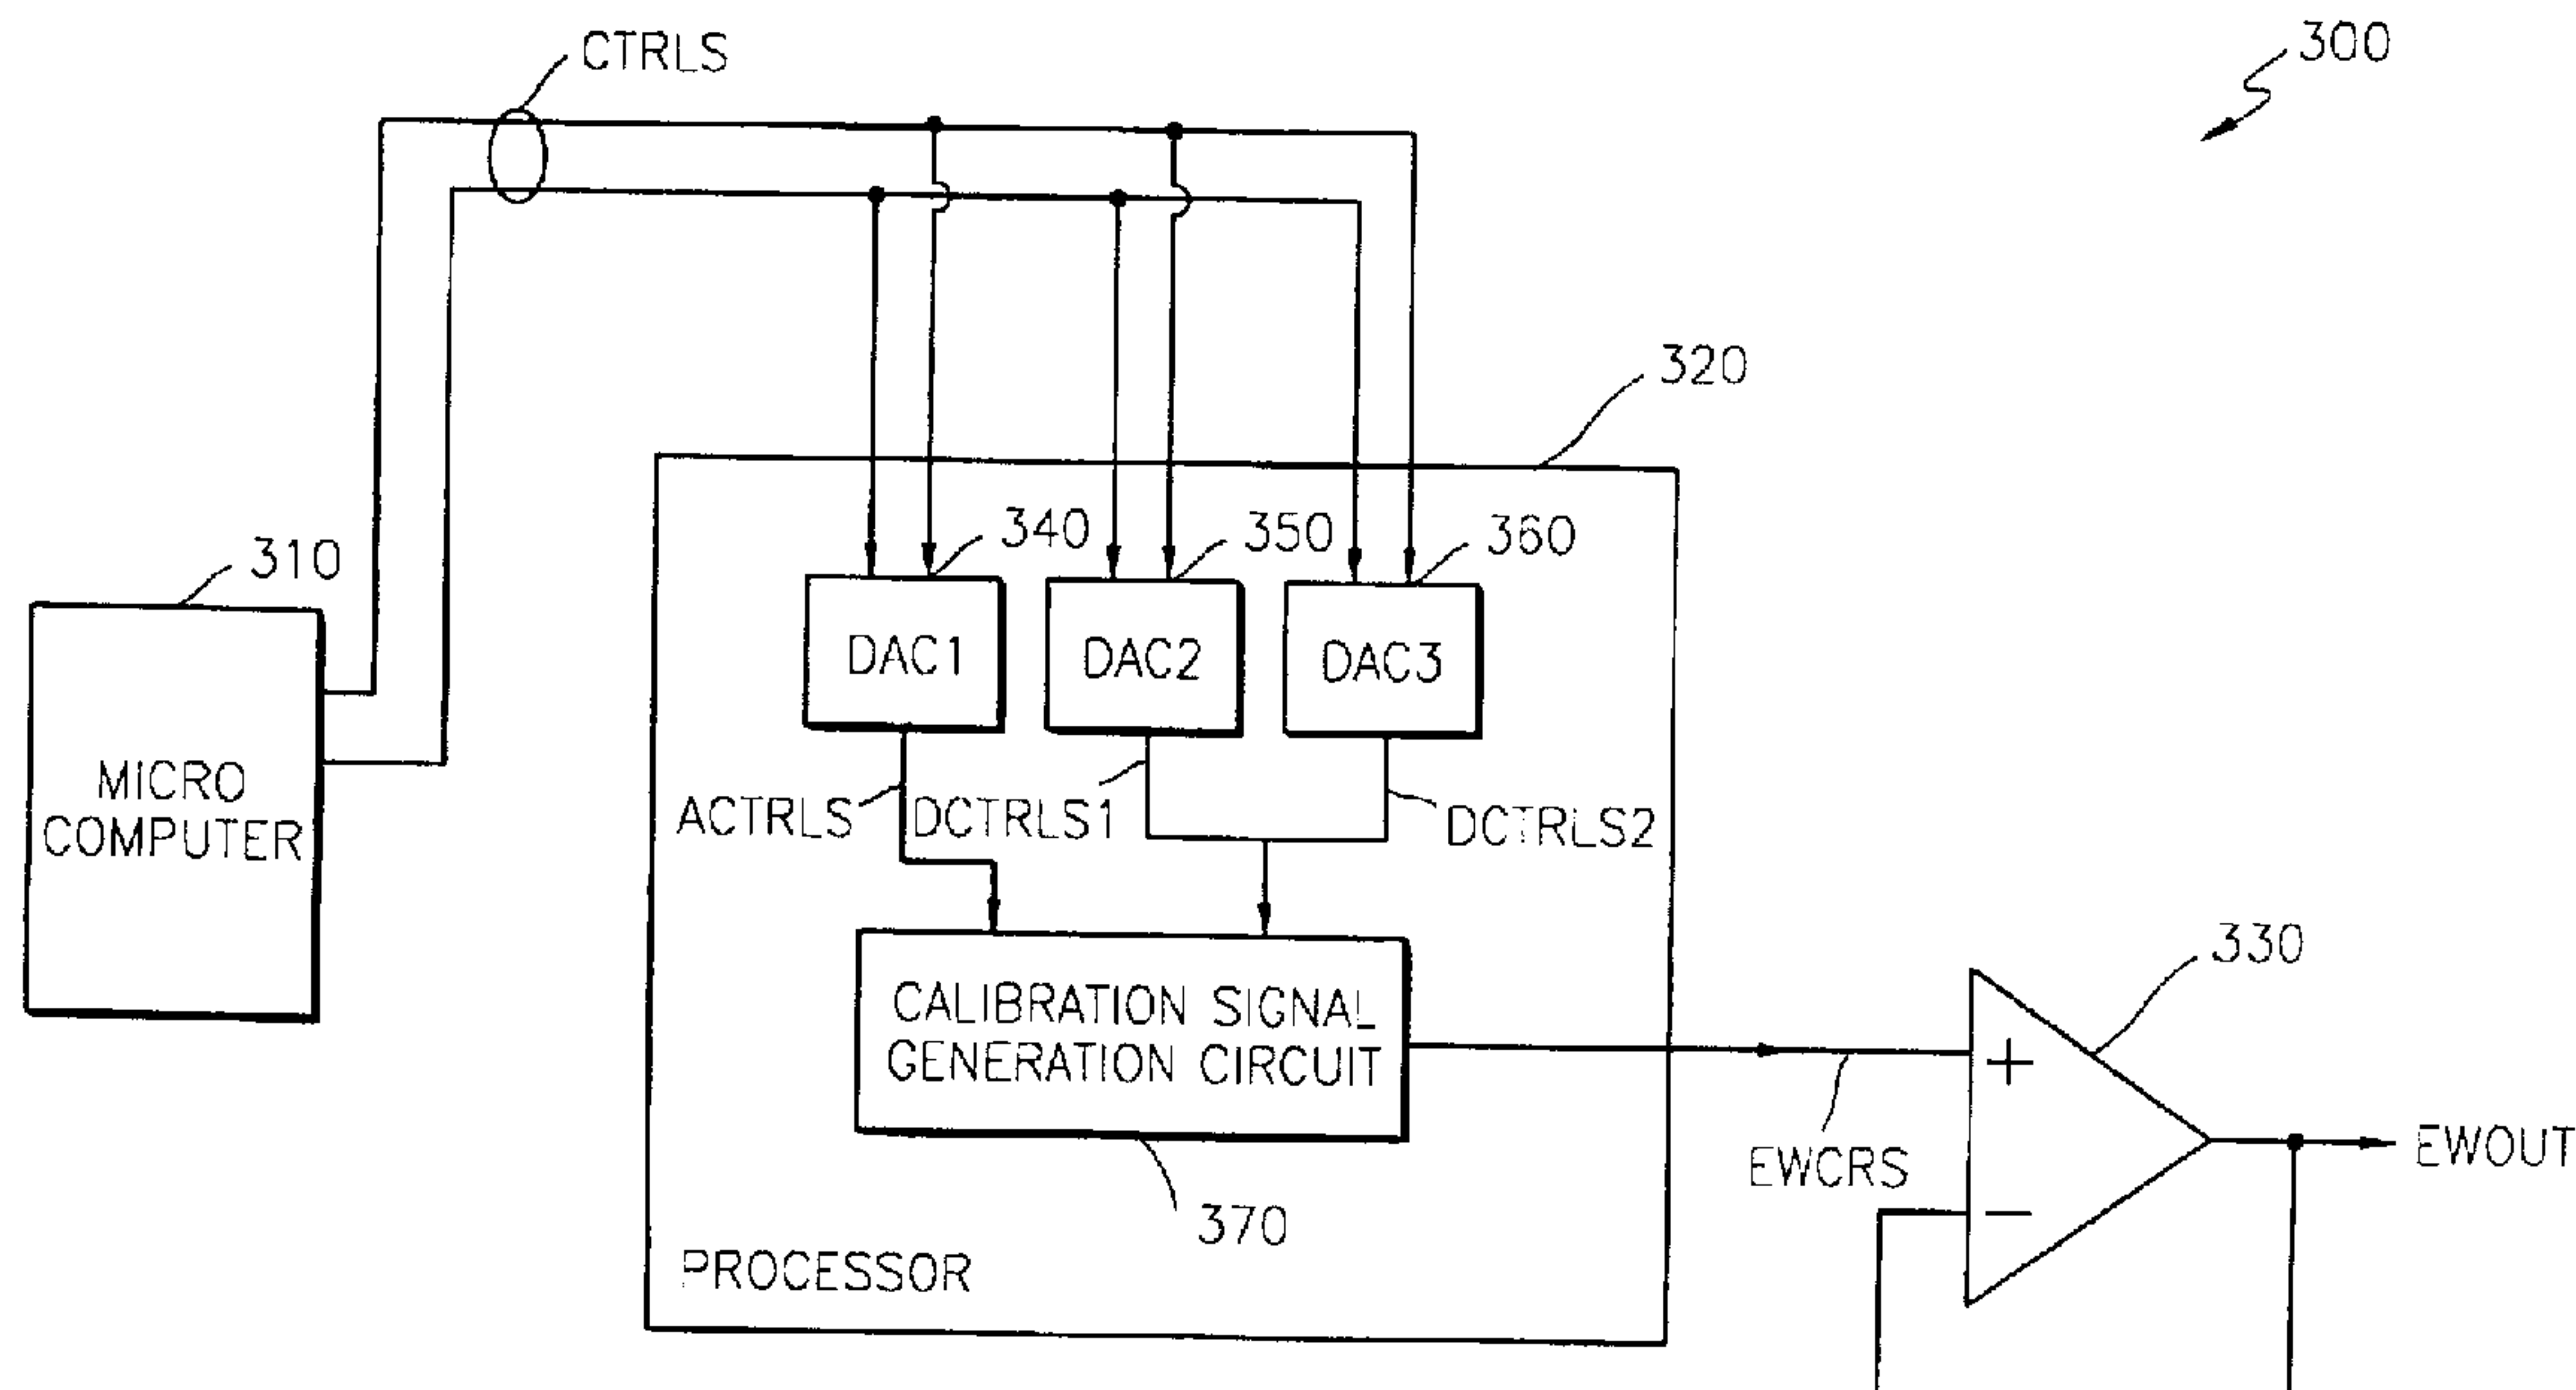 CTRLS
300
320
310
340
350
360
DAC1
DAC2
DAC3
MICRO
COMPUTER
ACTRLS
DCTRLS1
DCTRLS2
330
CALIBRATION SIGNAL
GENERATION CIRCUIT
+
EWCRS
EWOUT
−
370
PROCESSOR